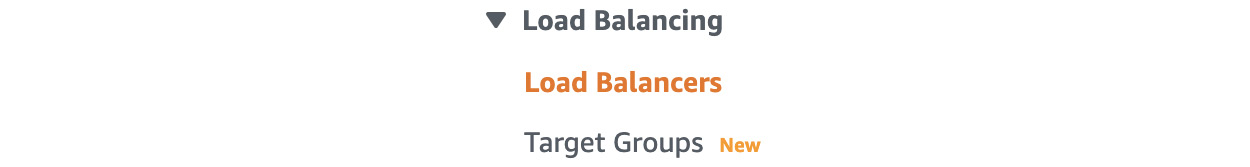 Load Balancing
Load Balancers
Target Groups New